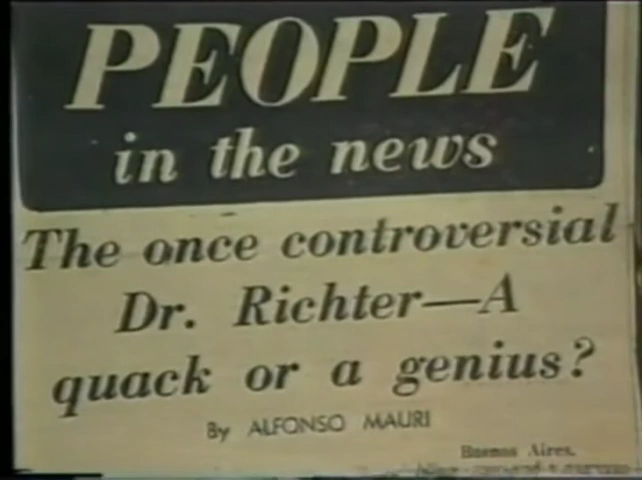 PEOPLE
in the news
The once controversial
Dr. Richter—A
quack or a genius?
By ALFONSO MAURI
Buenos Aires.